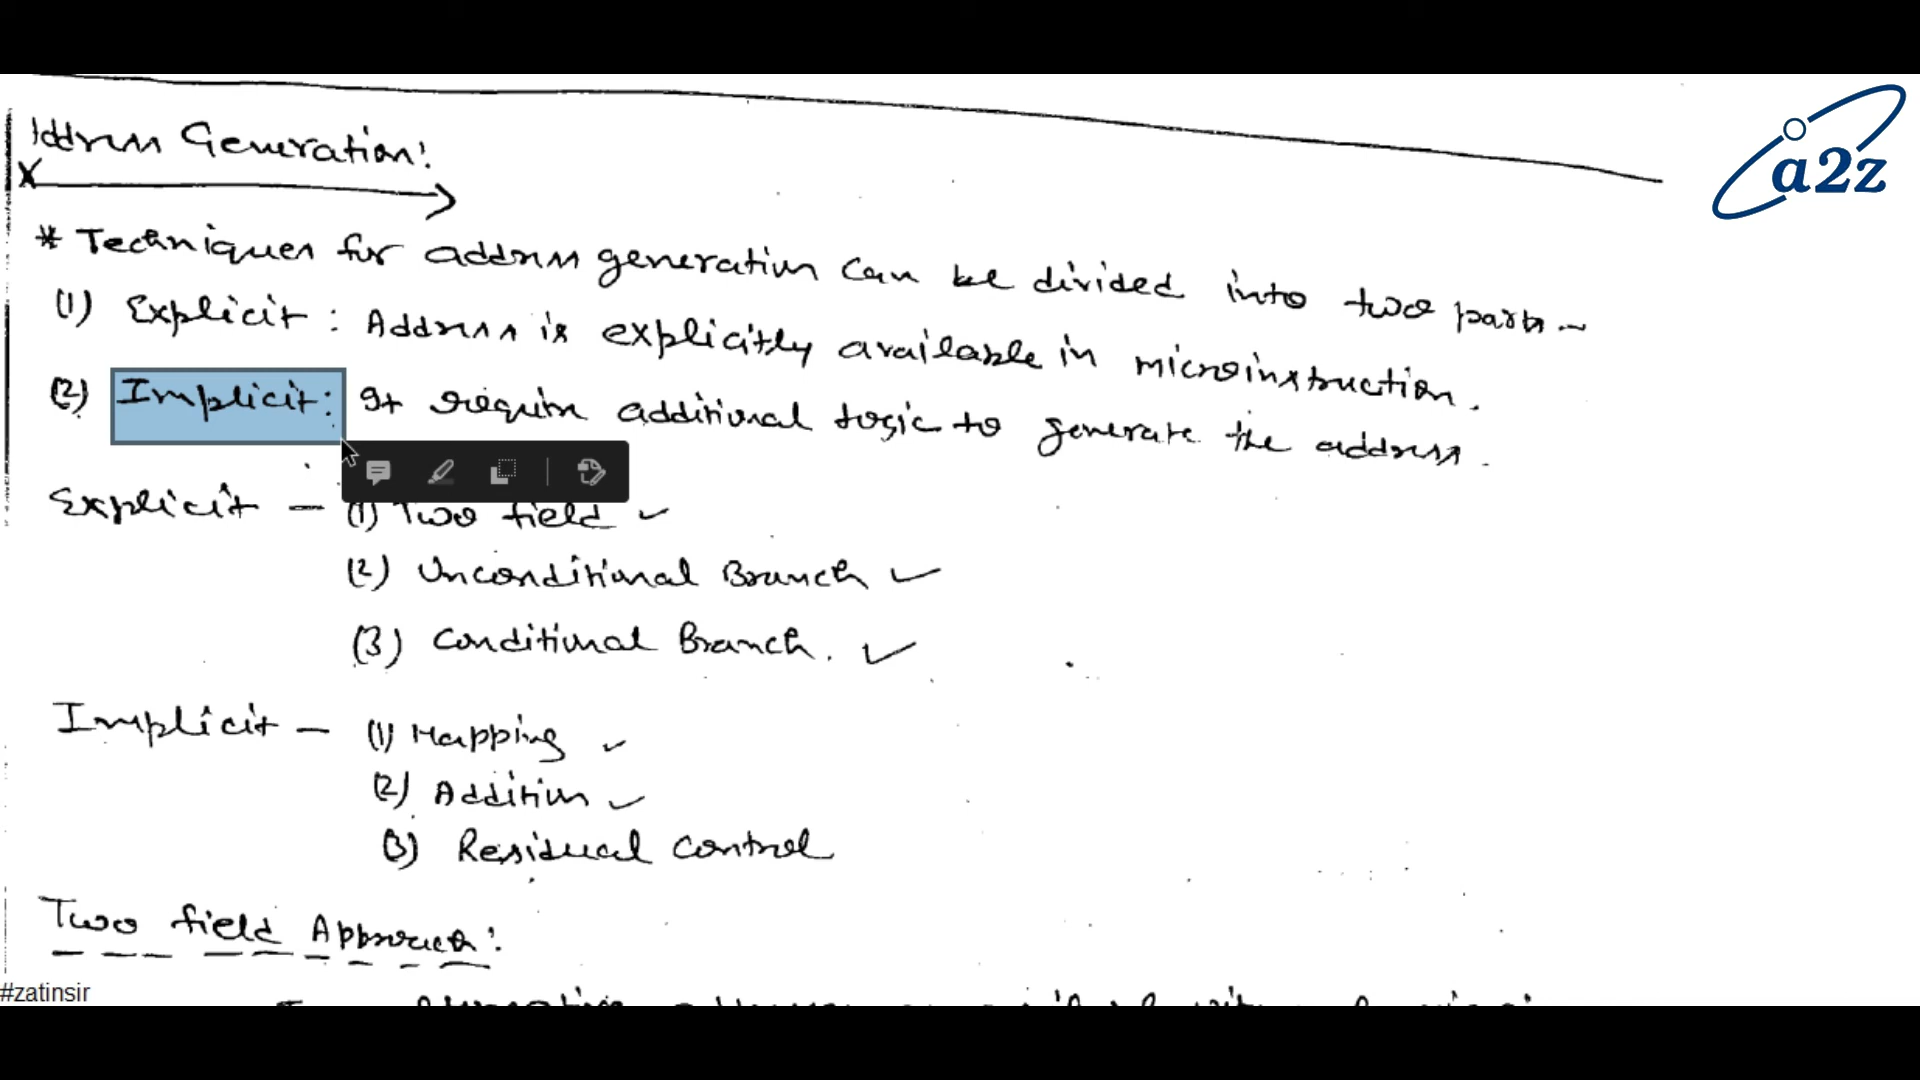 Address Generation:
a2z
* Techniques for address generation can be divided into two parts -
(1) Explicit : Address is explicitly available in microinstruction.
(2) Implicit: It require additional logic to generate the address.
Explicit - (1) Two field
(2) Unconditional Branch
(3) Conditional Branch.
Implicit - (1) Mapping
(2) Addition
(3) Residual Control
Two field Approach:
#zatinsir